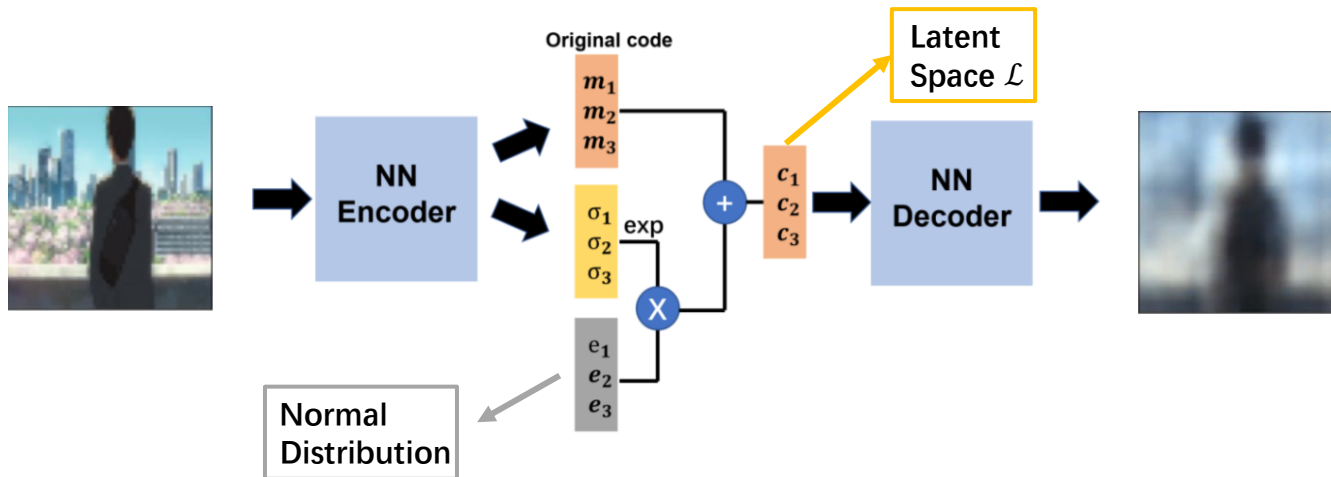 Original code
Latent
Space ℒ
m₁
m₂
m₃
NN
Encoder
σ₁
σ₂
σ₃
exp
+
c₁
c₂
c₃
NN
Decoder
X
e₁
e₂
e₃
Normal
Distribution